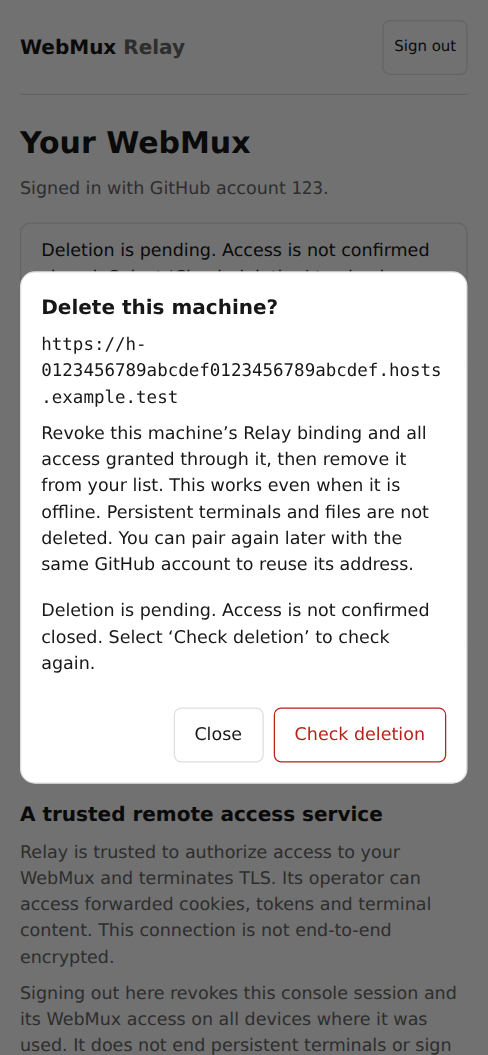 WebMux Relay
Sign out
Your WebMux
Signed in with GitHub account 123.
Deletion is pending. Access is not confirmed
Delete this machine?
https://h-
0123456789abcdef0123456789abcdef.hosts
.example.test
Revoke this machine’s Relay binding and all
access granted through it, then remove it
from your list. This works even when it is
offline. Persistent terminals and files are not
deleted. You can pair again later with the
same GitHub account to reuse its address.
Deletion is pending. Access is not confirmed
closed. Select ‘Check deletion’ to check
again.
Close
Check deletion
A trusted remote access service
Relay is trusted to authorize access to your
WebMux and terminates TLS. Its operator can
access forwarded cookies, tokens and terminal
content. This connection is not end-to-end
encrypted.
Signing out here revokes this console session and
its WebMux access on all devices where it was
used. It does not end persistent terminals or sign